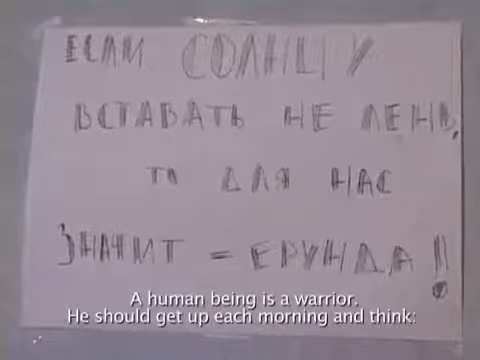 ЕСЛИ СОЛНЦУ
ВСТАВАТЬ НЕ ЛЕНЬ,
ТО ДЛЯ НАС
ЗНАЧИТ = ЕРУНДА!!
A human being is a warrior.
He should get up each morning and think: